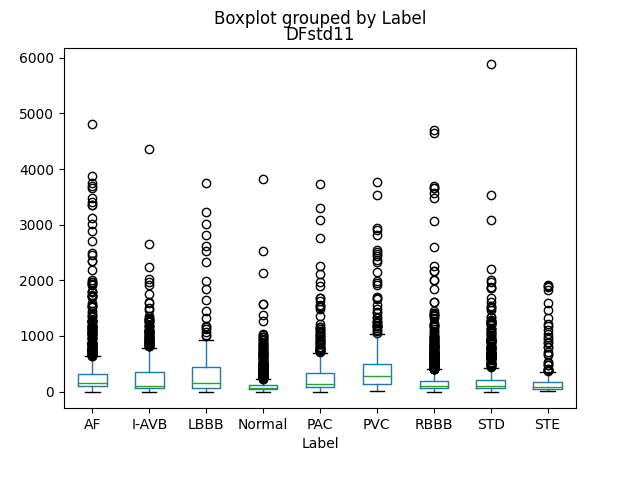 Boxplot grouped by Label
DFstd11
6000
5000
4000
3000
2000
1000
0
AF I-AVB LBBB Normal PAC PVC RBBB STD STE
Label